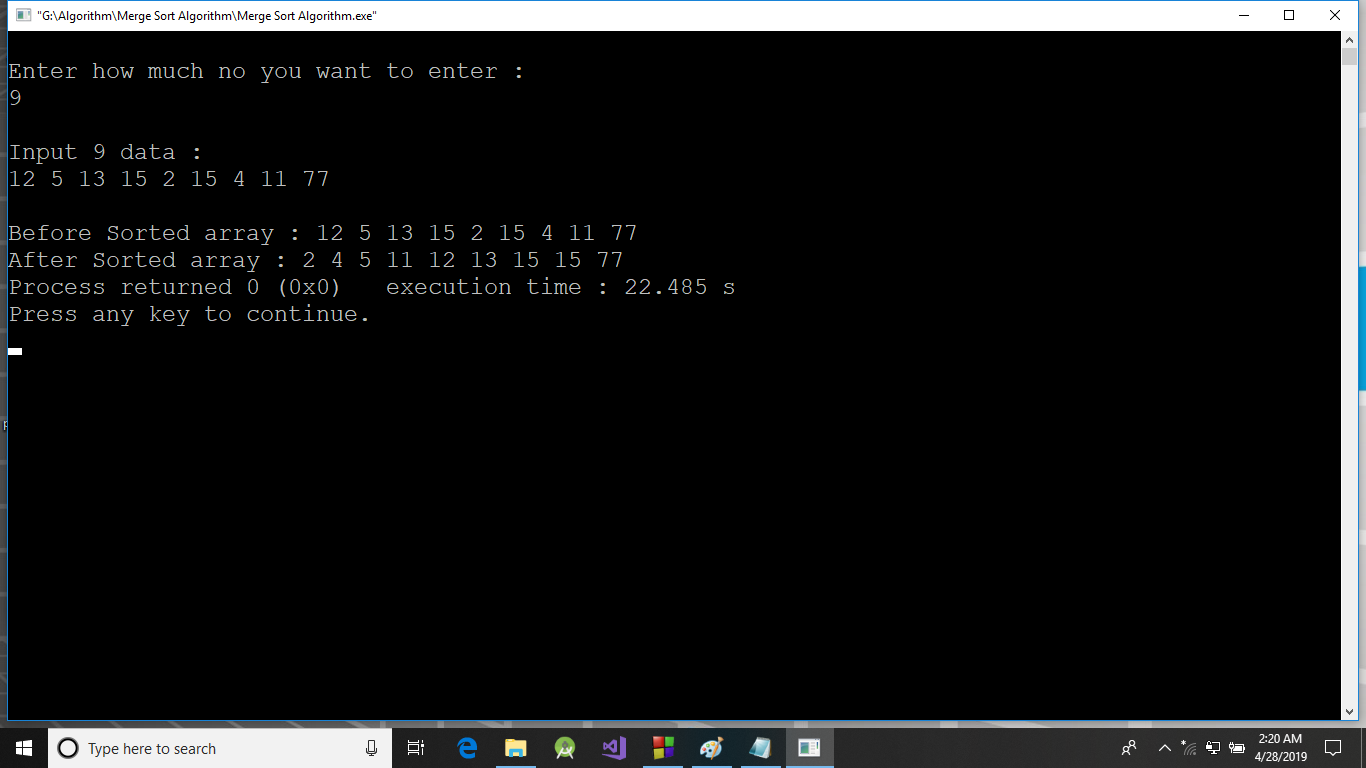 "G:\Algorithm\Merge Sort Algorithm\Merge Sort Algorithm.exe"
Enter how much no you want to enter :
9
Input 9 data :
12 5 13 15 2 15 4 11 77
Before Sorted array : 12 5 13 15 2 15 4 11 77
After Sorted array : 2 4 5 11 12 13 15 15 77
Process returned 0 (0x0)   execution time : 22.485 s
Press any key to continue.
Type here to search
2:20 AM
4/28/2019